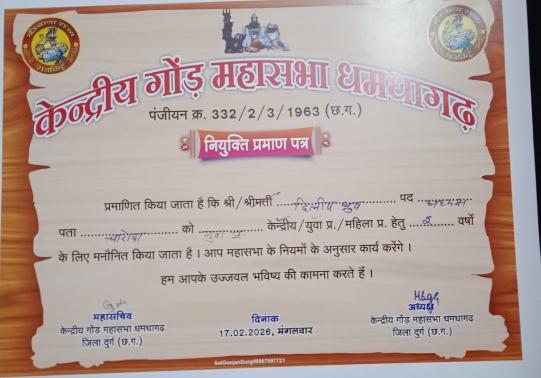 केन्द्रीय गोंड़ महासभा धमधागढ़
पंजीयन क्र. 332/2/3/1963 (छ.ग.)
नियुक्ति प्रमाण पत्र
प्रमाणित किया जाता है कि श्री/श्रीमती दिलीप ध्रुव पद
पता को युवा प्र. केन्द्रीय/युवा प्र./महिला प्र. हेतु वर्षों
के लिए मनोनित किया जाता है। आप महासभा के नियमों के अनुसार कार्य करेंगे।
हम आपके उज्जवल भविष्य की कामना करते हैं।
महासचिव
केन्द्रीय गोंड महासभा धमधागढ
जिला दुर्ग (छ.ग.)
दिनांक
17.02.2026, मंगलवार
अध्यक्ष
केन्द्रीय गोंड महासभा धमधागढ
जिला दुर्ग (छ.ग.)